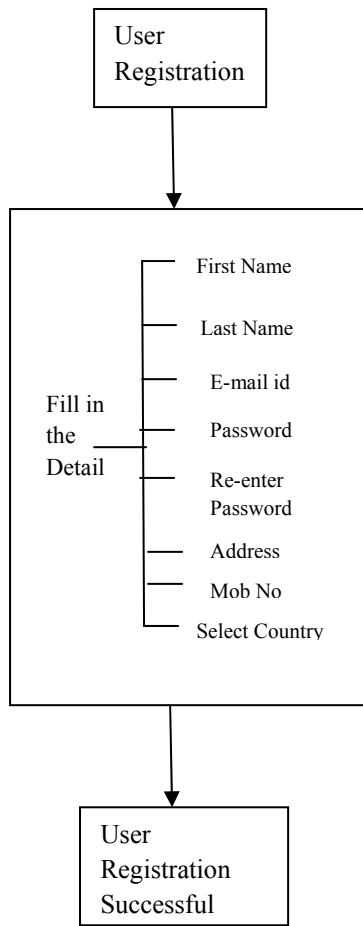 User
Registration
First Name
Last Name
E-mail id
Fill in
the
Detail
Password
Re-enter
Password
Address
Mob No
Select Country
User
Registration
Successful